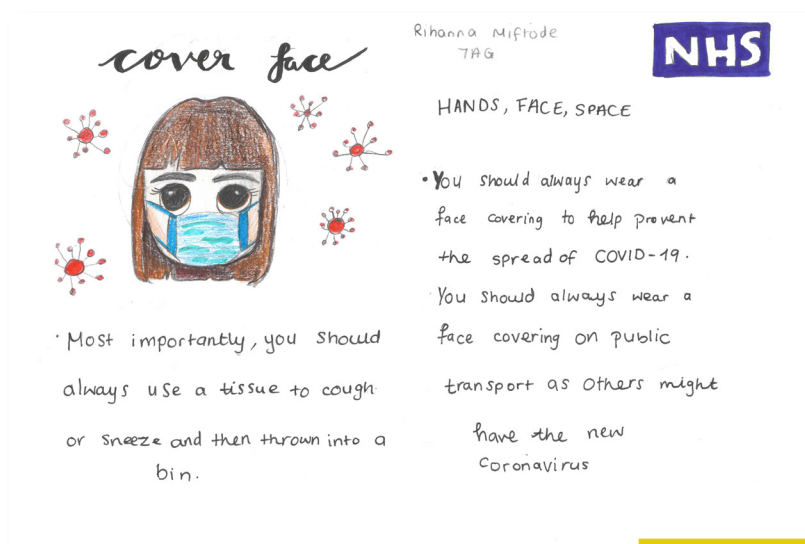 cover face
Rihanna Miftode
7AG
NHS
HANDS, FACE, SPACE
• You should always wear a
face covering to help provent
the spread of COVID-19.
You should always wear a
face covering on public
transport as others might
have the new
coronavirus
• Most importantly, you should
always use a tissue to cough
or sneeze and then thrown into a
bin.